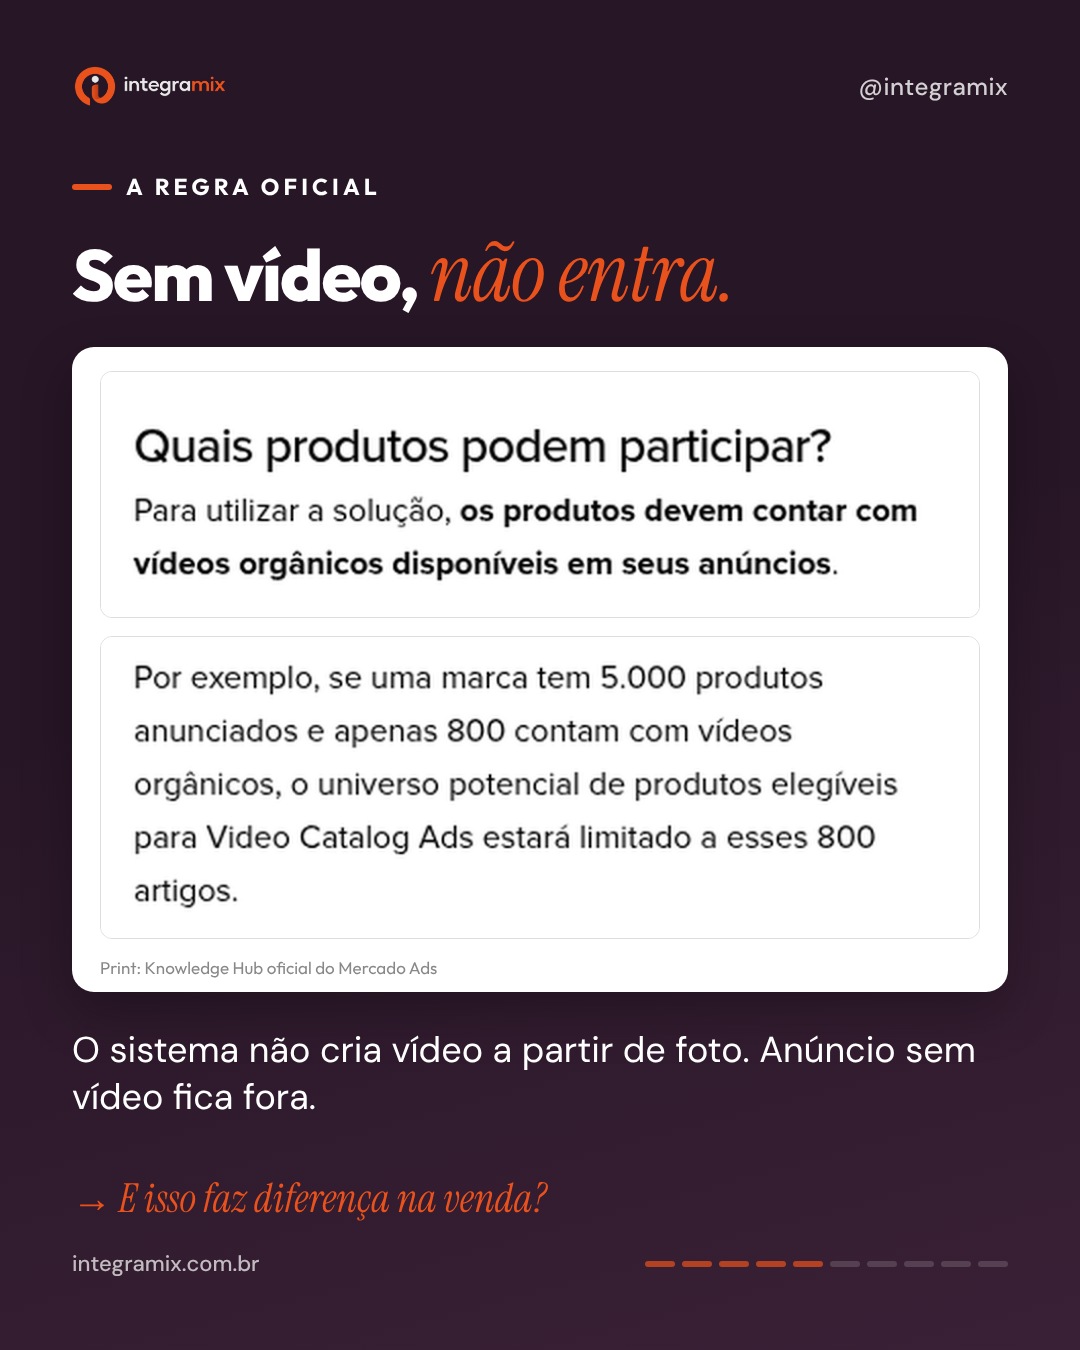 integramix
@integramix
A REGRA OFICIAL
Sem vídeo, não entra.
Quais produtos podem participar?
Para utilizar a solução, os produtos devem contar com
vídeos orgânicos disponíveis em seus anúncios.
Por exemplo, se uma marca tem 5.000 produtos
anunciados e apenas 800 contam com vídeos
orgânicos, o universo potencial de produtos elegíveis
para Video Catalog Ads estará limitado a esses 800
artigos.
Print: Knowledge Hub oficial do Mercado Ads
O sistema não cria vídeo a partir de foto. Anúncio sem
vídeo fica fora.
→ E isso faz diferença na venda?
integramix.com.br